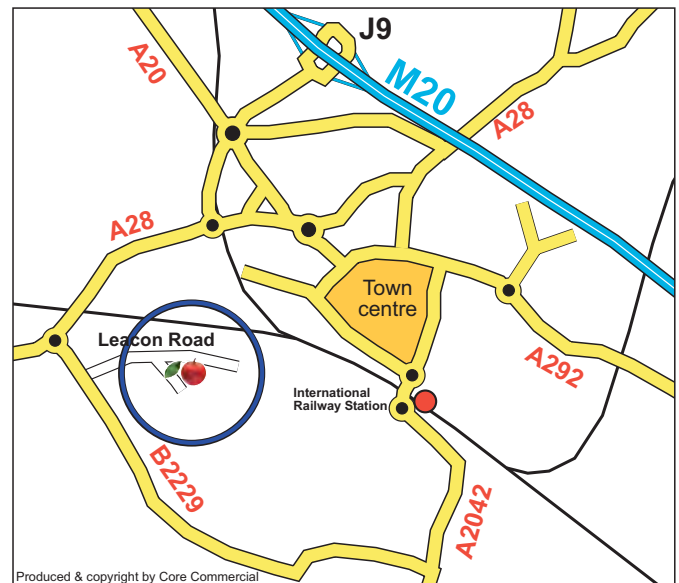 J9
A20
M20
A28
A28
Town
centre
Leacon Road
A292
International
Railway Station
B2229
A2042
Produced & copyright by Core Commercial